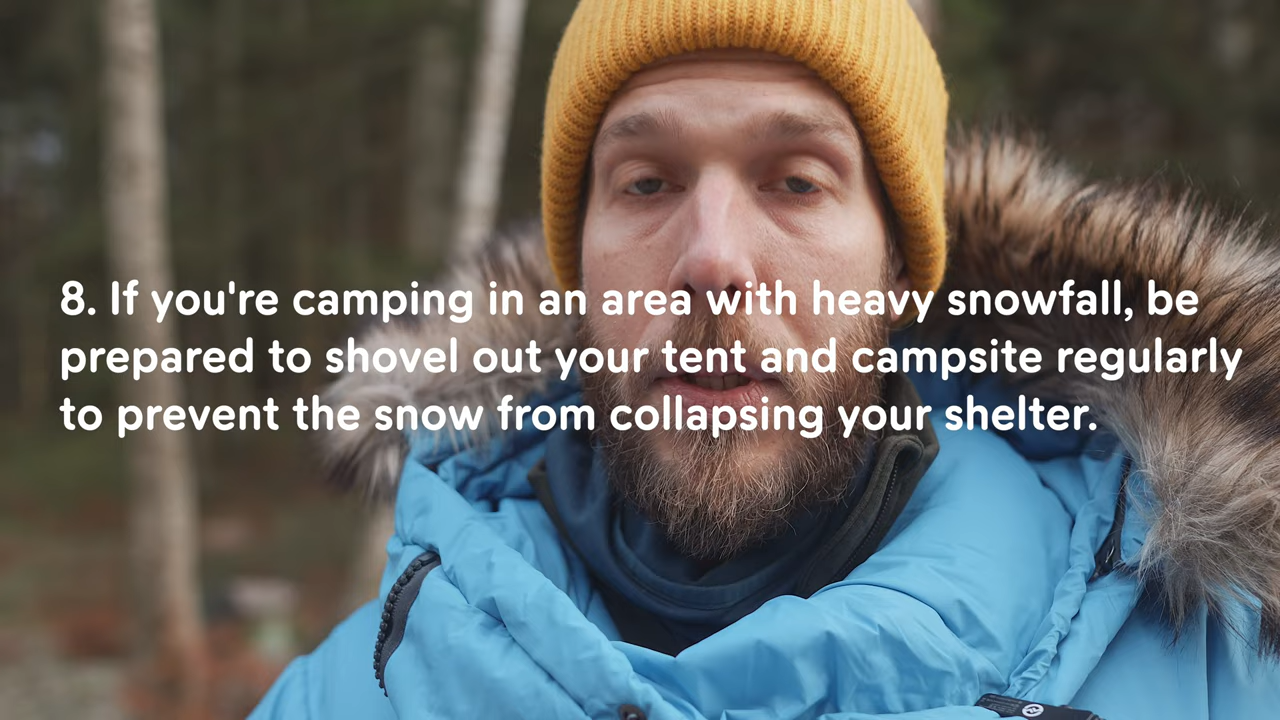 8. If you're camping in an area with heavy snowfall, be
prepared to shovel out your tent and campsite regularly
to prevent the snow from collapsing your shelter.